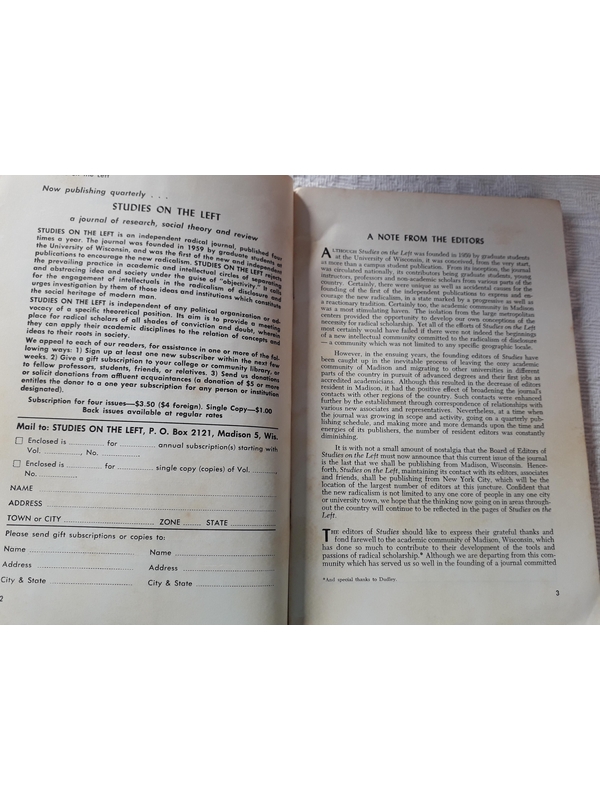 on the Left
Now publishing quarterly . . .
STUDIES ON THE LEFT
a journal of research, social theory and review
STUDIES ON THE LEFT is an independent radical journal, published four
times a year. The journal was founded in 1959 by graduate students at
the University of Wisconsin, and was the first of the new and independent
publications to encourage the new radicalism. STUDIES ON THE LEFT rejects
the prevailing practice in academic and intellectual circles of separating
and abstracting idea and society under the guise of "objectivity." It calls
for the engagement of intellectuals in the radicalism of disclosure and
urges investigation by them of those ideas and institutions which constitute
the social heritage of modern man.
STUDIES ON THE LEFT is independent of any political organization or ad-
vocacy of a specific theoretical position. Its aim is to provide a meeting
place for radical scholars of all shades of conviction and doubt, wherein
they can apply their academic disciplines to the relation of concepts and
ideas to their roots in society.
We appeal to each of our readers, for assistance in one or more of the fol-
lowing ways: 1) Sign up at least one new subscriber within the next few
weeks. 2) Give a gift subscription to your college or community library, or
to fellow professors, students, friends, or relatives. 3) Send us donations
or solicit donations from affluent acquaintances (a donation of $5 or more
entitles the donor to a one year subscription for any person or institution
designated).
Subscription for four issues—$3.50 ($4 foreign). Single Copy—$1.00
Back issues available at regular rates
Mail to: STUDIES ON THE LEFT, P. O. Box 2121, Madison 5, Wis.
Enclosed is ............ for ............ annual subscription(s) starting with
Vol. ............, No. ............
Enclosed is ............ for ............ single copy (copies) of Vol. ............
No. ............
NAME ............
ADDRESS ............
TOWN or CITY ............ ZONE ...... STATE ............
Please send gift subscriptions or copies to:
Name ............ Name ............
Address ............ Address ............
City & State ............ City & State ............
2
A NOTE FROM THE EDITORS
ALTHOUGH Studies on the Left was founded in 1959 by graduate students
at the University of Wisconsin, it was conceived, from the very start,
as more than a campus student publication. From its inception, the journal
was circulated nationally, its contributors being graduate students, young
instructors, professors and non-academic scholars from various parts of the
country. Certainly, there were unique as well as accidental causes for the
founding of the first of the independent publications to express and en-
courage the new radicalism, in a state marked by a progressive as well as
a reactionary tradition. Certainly too, the academic community in Madison
was a most stimulating haven. The isolation from the large metropolitan
centers provided the opportunity to develop our own conceptions of the
necessity for radical scholarship. Yet all of the efforts of Studies on the Left
most certainly would have failed if there were not indeed the beginnings
of a new intellectual community committed to the radicalism of disclosure
— a community which was not limited to any specific geographic locale.
However, in the ensuing years, the founding editors of Studies have
been caught up in the inevitable process of leaving the cozy academic
community of Madison and migrating to other universities in different
parts of the country in pursuit of advanced degrees and their first jobs as
accredited academicians. Although this resulted in the decrease of editors
resident in Madison, it had the positive effect of broadening the journal's
contacts with other regions of the country. Such contacts were enhanced
further by the establishment through correspondence of relationships with
various new associates and representatives. Nevertheless, at a time when
the journal was growing in scope and activity, going on a quarterly pub-
lishing schedule, and making more and more demands upon the time and
energies of its publishers, the number of resident editors was constantly
diminishing.
It is with not a small amount of nostalgia that the Board of Editors of
Studies on the Left must now announce that this current issue of the journal
is the last that we shall be publishing from Madison, Wisconsin. Hence-
forth, Studies on the Left, maintaining its contact with its editors, associates
and friends, shall be publishing from New York City, which will be the
location of the largest number of editors at this juncture. Confident that
the new radicalism is not limited to any one core of people in any one city
or university town, we hope that the thinking now going on in areas through-
out the country will continue to be reflected in the pages of Studies on the
Left.
THE editors of Studies should like to express their grateful thanks and
fond farewell to the academic community of Madison, Wisconsin, which
has done so much to contribute to their development of the tools and
passions of radical scholarship.* Although we are departing from this com-
munity which has served us so well in the founding of a journal committed
*And special thanks to Dudley.
3